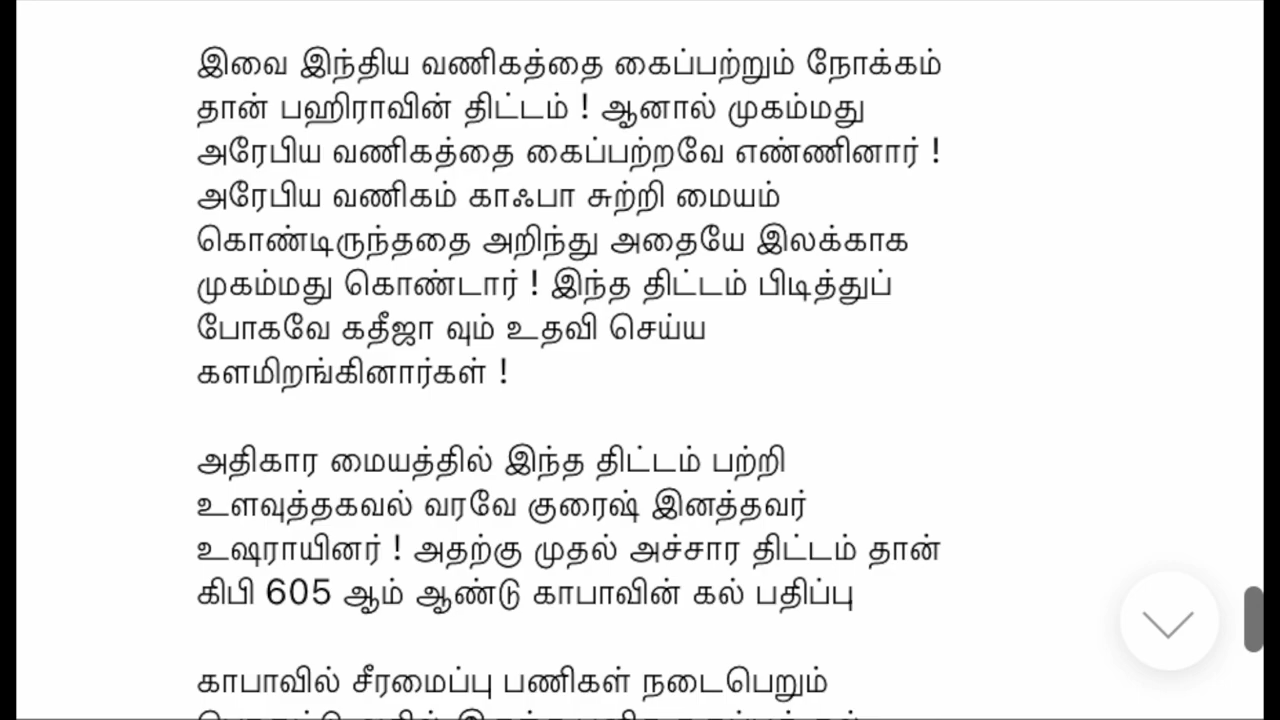 இவை இந்திய வணிகத்தை கைப்பற்றும் நோக்கம்
தான் பஹிராவின் திட்டம் ! ஆனால் முகம்மது
அரேபிய வணிகத்தை கைப்பற்றவே எண்ணினார் !
அரேபிய வணிகம் காஃபா சுற்றி மையம்
கொண்டிருந்ததை அறிந்து அதையே இலக்காக
முகம்மது கொண்டார் ! இந்த திட்டம் பிடித்துப்
போகவே கதீஜா வும் உதவி செய்ய
களமிறங்கினார்கள் !
அதிகார மையத்தில் இந்த திட்டம் பற்றி
உளவுத்தகவல் வரவே குரைஷ் இனத்தவர்
உஷராயினர் ! அதற்கு முதல் அச்சார திட்டம் தான்
கிபி 605 ஆம் ஆண்டு காபாவின் கல் பதிப்பு
காபாவில் சீரமைப்பு பணிகள் நடைபெறும்